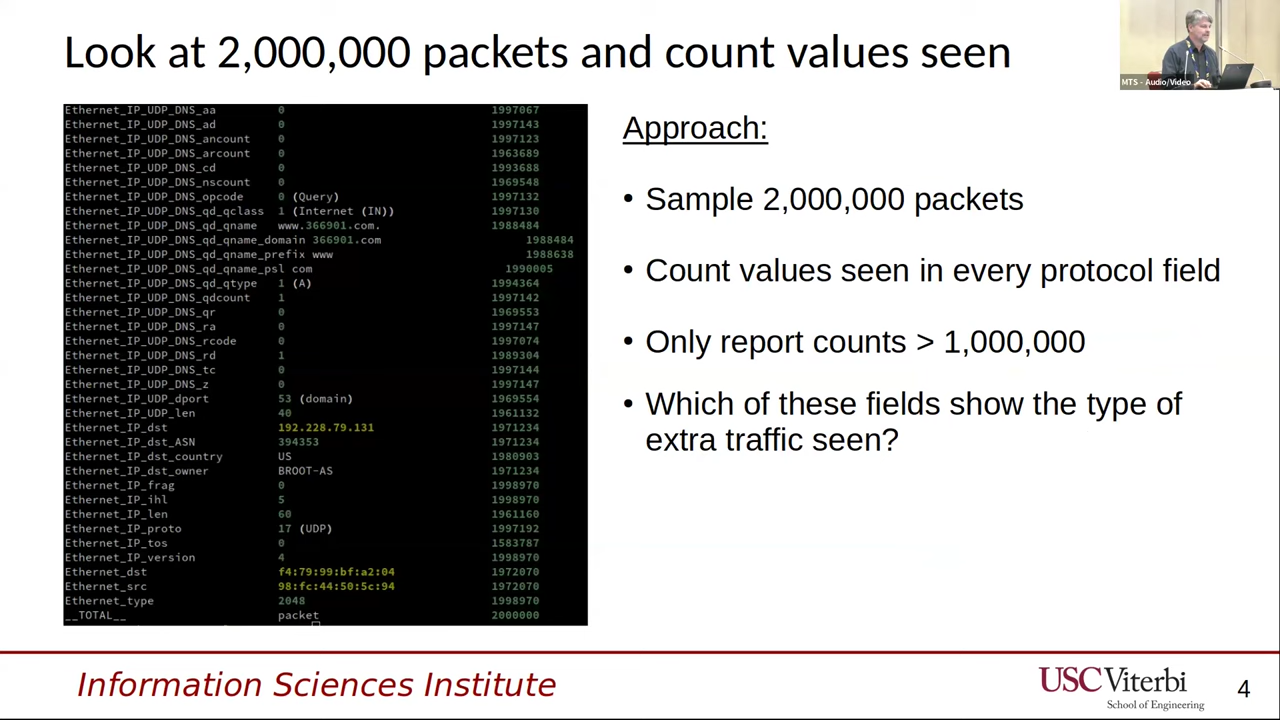 Look at 2,000,000 packets and count values seen
MTS - Audio/Video
Ethernet_IP_UDP_DNS_aa 0 1997067
Ethernet_IP_UDP_DNS_ad 0 1997143
Ethernet_IP_UDP_DNS_ancount 0 1997123
Ethernet_IP_UDP_DNS_arcount 0 1963689
Ethernet_IP_UDP_DNS_cd 0 1993688
Ethernet_IP_UDP_DNS_nscount 0 1969548
Ethernet_IP_UDP_DNS_opcode 0 (Query) 1997132
Ethernet_IP_UDP_DNS_qd_qclass 1 (Internet (IN)) 1997130
Ethernet_IP_UDP_DNS_qd_qname www.366901.com. 1988484
Ethernet_IP_UDP_DNS_qd_qname_domain 366901.com 1988484
Ethernet_IP_UDP_DNS_qd_qname_prefix www 1988638
Ethernet_IP_UDP_DNS_qd_qname_psl com 1990005
Ethernet_IP_UDP_DNS_qd_qtype 1 (A) 1994364
Ethernet_IP_UDP_DNS_qdcount 1 1997142
Ethernet_IP_UDP_DNS_qr 0 1969553
Ethernet_IP_UDP_DNS_ra 0 1997147
Ethernet_IP_UDP_DNS_rcode 0 1997074
Ethernet_IP_UDP_DNS_rd 1 1989304
Ethernet_IP_UDP_DNS_tc 0 1997144
Ethernet_IP_UDP_DNS_z 0 1997147
Ethernet_IP_UDP_dport 53 (domain) 1969554
Ethernet_IP_UDP_len 40 1961132
Ethernet_IP_dst 192.228.79.131 1971234
Ethernet_IP_dst_ASN 394353 1971234
Ethernet_IP_dst_country US 1980903
Ethernet_IP_dst_owner BROOT-AS 1971234
Ethernet_IP_frag 0 1998970
Ethernet_IP_ihl 5 1998970
Ethernet_IP_len 60 1961160
Ethernet_IP_proto 17 (UDP) 1997192
Ethernet_IP_tos 0 1583787
Ethernet_IP_version 4 1998970
Ethernet_dst f4:79:99:bf:a2:04 1972070
Ethernet_src 98:fc:44:50:5c:94 1972070
Ethernet_type 2048 1998970
__TOTAL__ packet 2000000
Approach:
• Sample 2,000,000 packets
• Count values seen in every protocol field
• Only report counts > 1,000,000
• Which of these fields show the type of
extra traffic seen?
Information Sciences Institute
USC Viterbi
School of Engineering
4